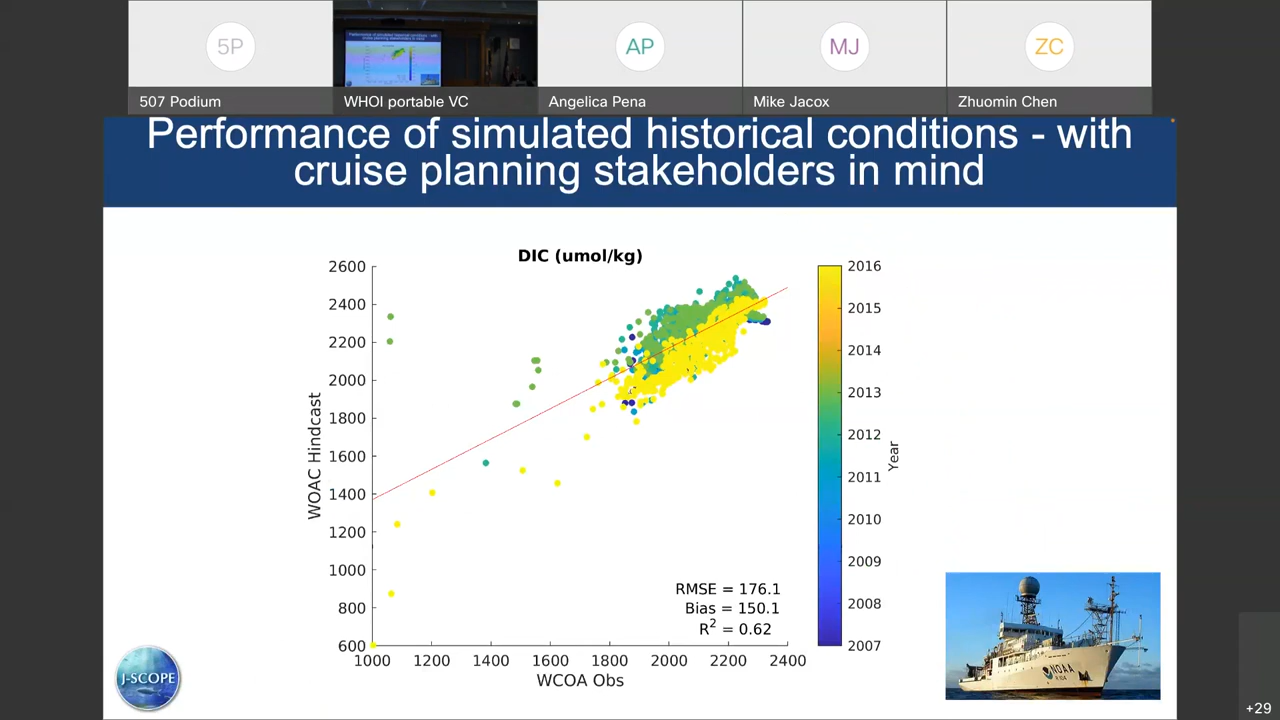 5P
AP
MJ
ZC
507 Podium
WHOI portable VC
Angelica Pena
Mike Jacox
Zhuomin Chen
Performance of simulated historical conditions - with
cruise planning stakeholders in mind
DIC (umol/kg)
2600
2400
2200
2000
1800
1600
1400
1200
1000
800
600
WOAC Hindcast
1000
1200
1400
1600
1800
2000
2200
2400
WCOA Obs
RMSE = 176.1
Bias = 150.1
R² = 0.62
2016
2015
2014
2013
2012
2011
2010
2009
2008
2007
Year
J-SCOPE
NOAA
+29